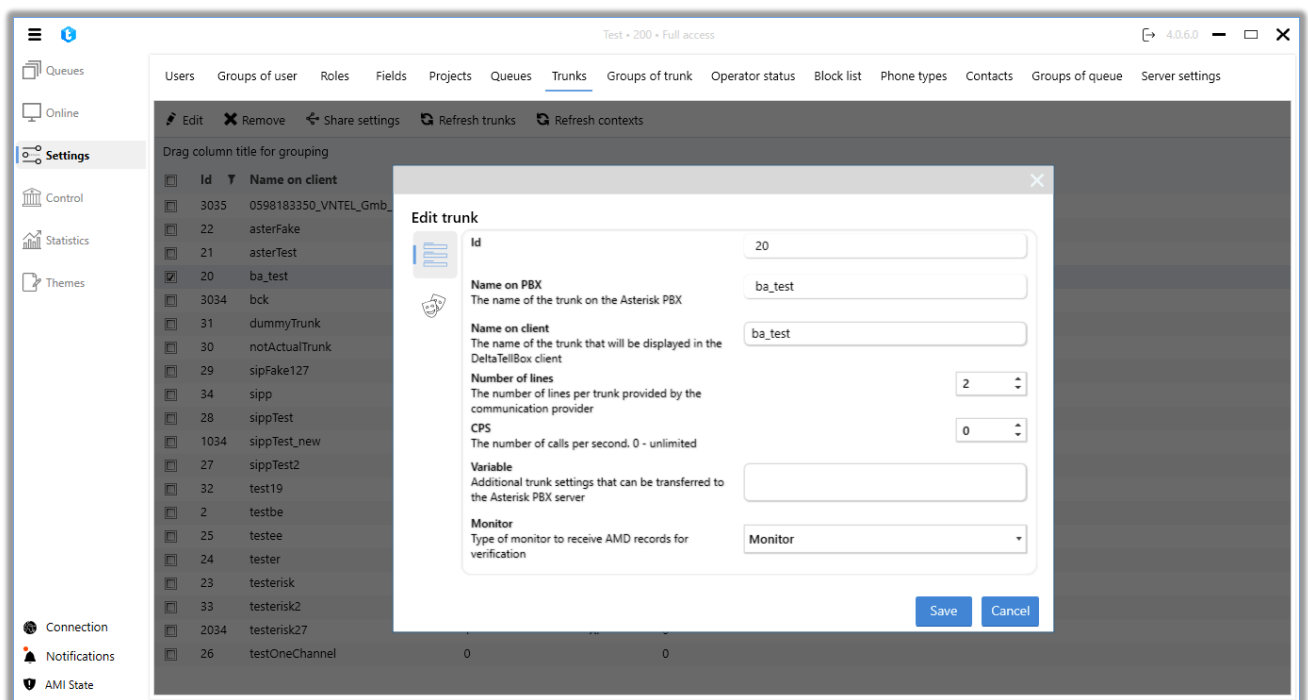 Test • 200 • Full access
4.0.6.0
Queues
Online
Settings
Control
Statistics
Themes
Connection
Notifications
AMI State
Users Groups of user Roles Fields Projects Queues Trunks Groups of trunk Operator status Block list Phone types Contacts Groups of queue Server settings
Edit Remove Share settings Refresh trunks Refresh contexts
Drag column title for grouping
Id Name on client
3035 0598183350_VNTEL_Gmb_
22 asterFake
21 asterTest
20 ba_test
3034 bck
31 dummyTrunk
30 notActualTrunk
29 sipFake127
34 sipp
28 sippTest
1034 sippTest_new
27 sippTest2
32 test19
2 testbe
25 testee
24 tester
23 testerisk
33 testerisk2
2034 testerisk27
26 testOneChannel 0 0
Edit trunk
Id
20
Name on PBX
The name of the trunk on the Asterisk PBX
ba_test
Name on client
The name of the trunk that will be displayed in the
DeltaTellBox client
ba_test
Number of lines
The number of lines per trunk provided by the
communication provider
2
CPS
The number of calls per second. 0 - unlimited
0
Variable
Additional trunk settings that can be transferred to
the Asterisk PBX server
Monitor
Type of monitor to receive AMD records for
verification
Monitor
Save Cancel